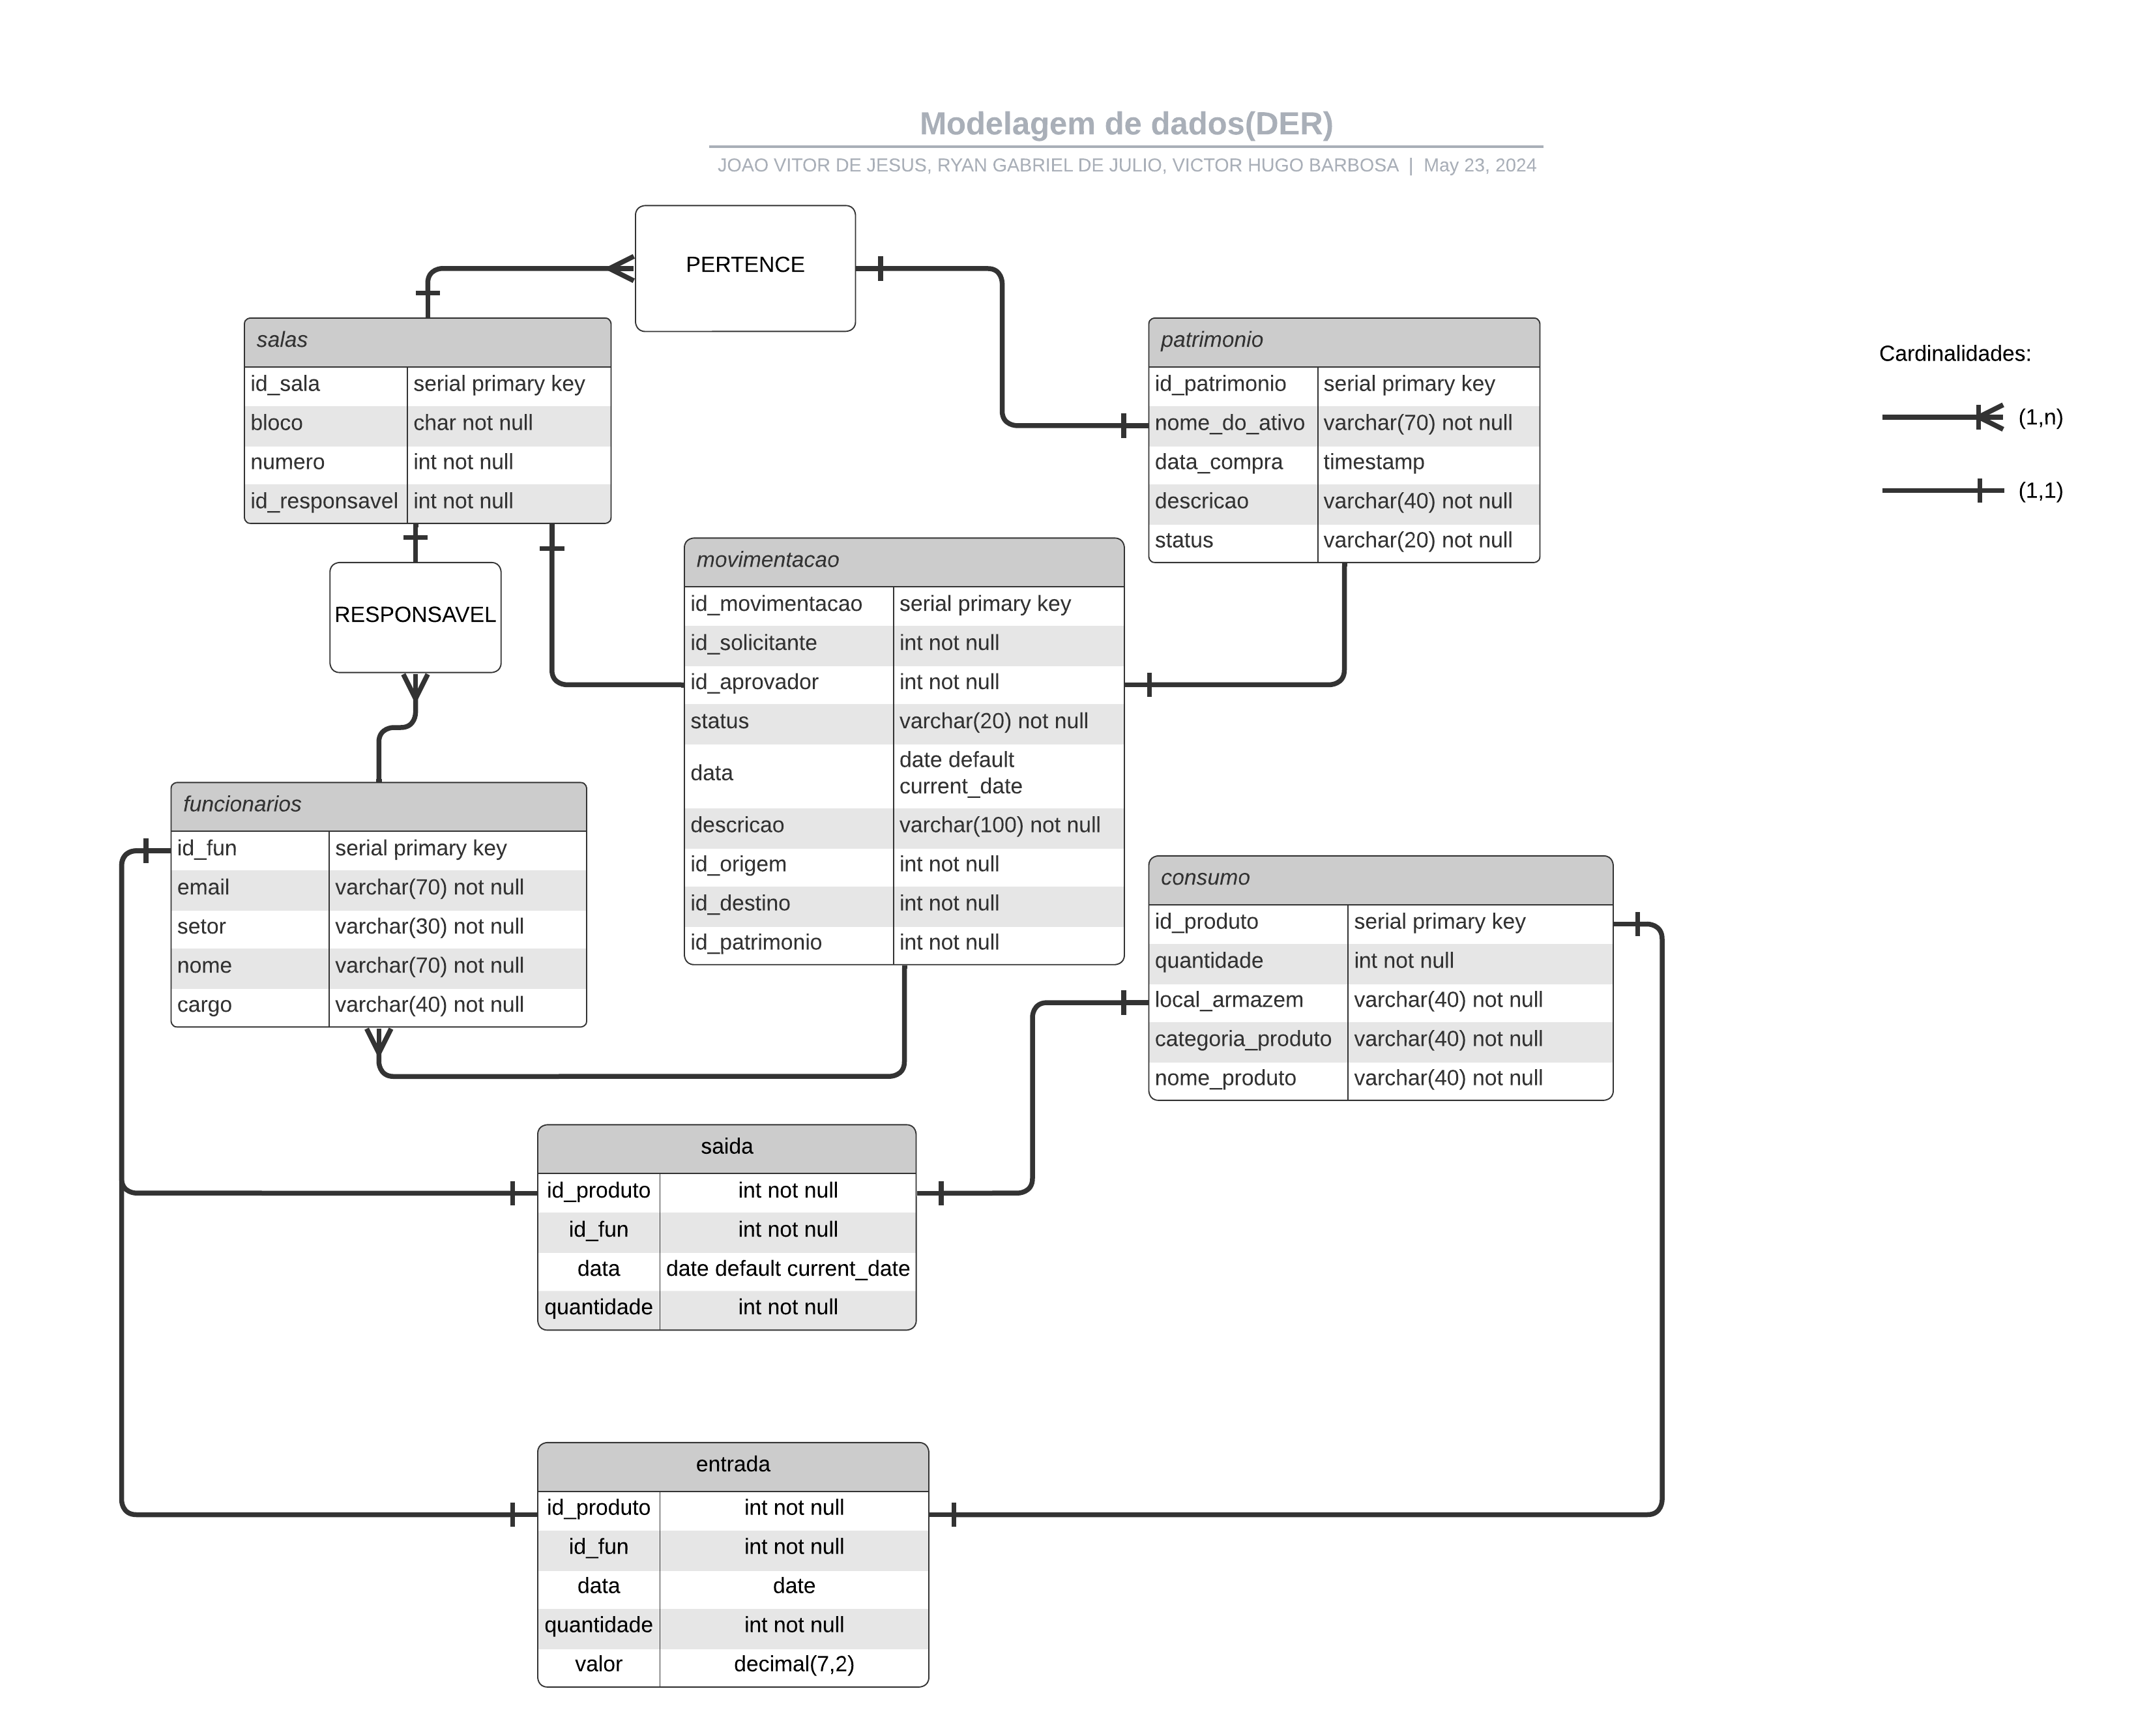 Modelagem de dados(DER)
JOAO VITOR DE JESUS, RYAN GABRIEL DE JULIO, VICTOR HUGO BARBOSA | May 23, 2024
PERTENCE
salas
id_sala serial primary key
bloco char not null
numero int not null
id_responsavel int not null
patrimonio
id_patrimonio serial primary key
nome_do_ativo varchar(70) not null
data_compra timestamp
descricao varchar(40) not null
status varchar(20) not null
Cardinalidades:
(1,n)
(1,1)
RESPONSAVEL
movimentacao
id_movimentacao serial primary key
id_solicitante int not null
id_aprovador int not null
status varchar(20) not null
data date default
current_date
descricao varchar(100) not null
id_origem int not null
id_destino int not null
id_patrimonio int not null
funcionarios
id_fun serial primary key
email varchar(70) not null
setor varchar(30) not null
nome varchar(70) not null
cargo varchar(40) not null
consumo
id_produto serial primary key
quantidade int not null
local_armazem varchar(40) not null
categoria_produto varchar(40) not null
nome_produto varchar(40) not null
saida
id_produto int not null
id_fun int not null
data date default current_date
quantidade int not null
entrada
id_produto int not null
id_fun int not null
data date
quantidade int not null
valor decimal(7,2)